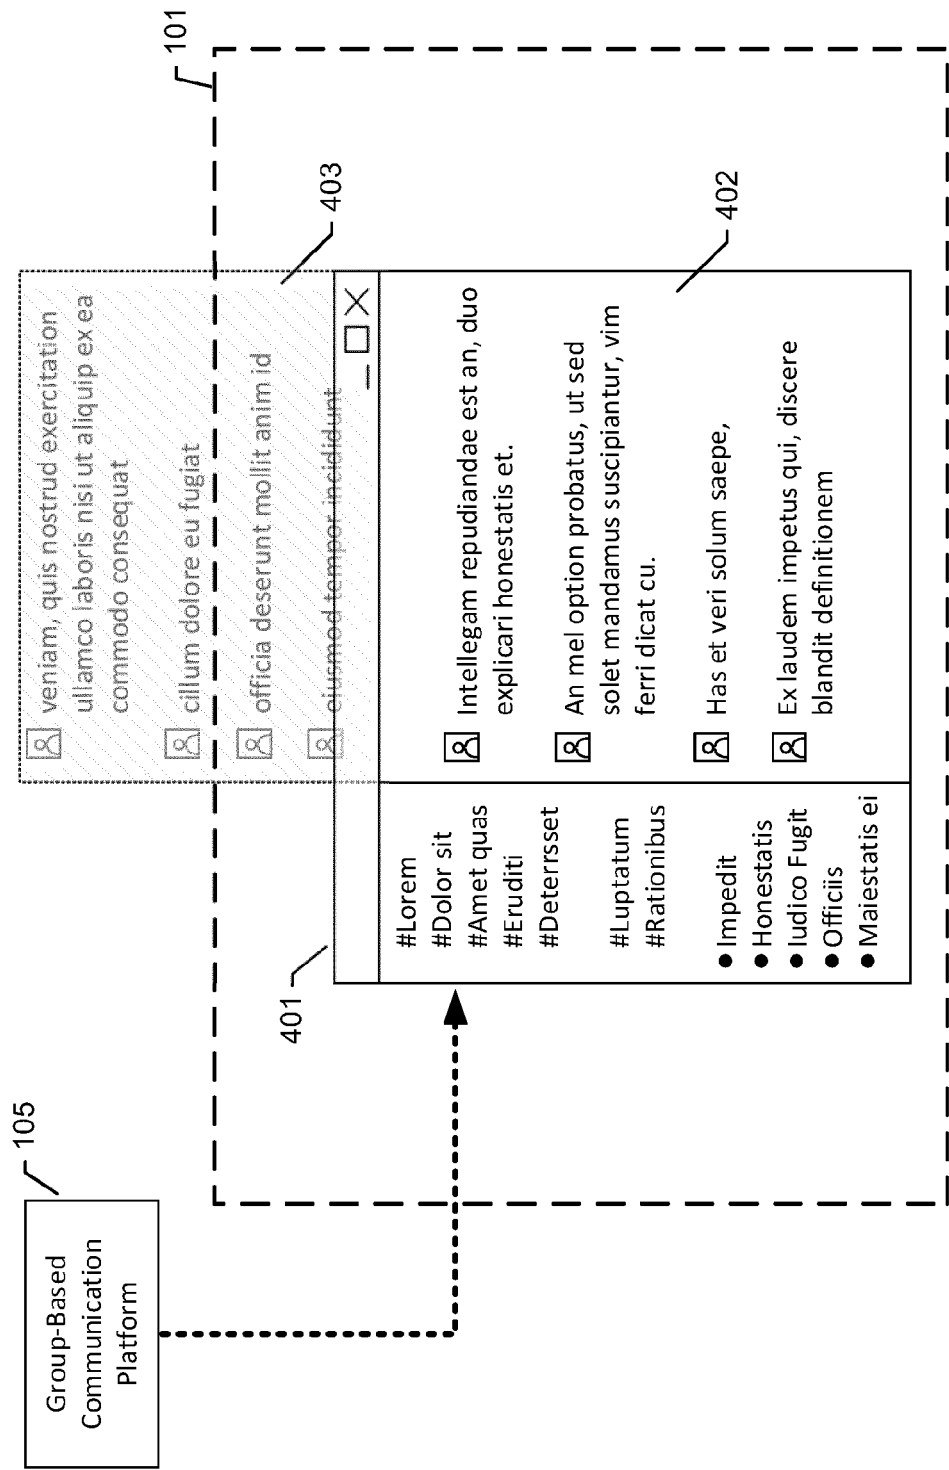 Group-Based
Communication
Platform
105
101
403
veniam, quis nostrud exercitation
ullamco laboris nisi ut aliquip ex ea
commodo consequat
cillum dolore eu fugiat
officia deserunt mollit anim id
eiusmod tempor incididunt
401
#Lorem
#Dolor sit
#Amet quas
#Eruditi
#Deterrsset
#Luptatum
#Rationibus
● Impedit
● Honestatis
● Iudico Fugit
● Officiis
● Maiestatis ei
Intellegam repudiandae est an, duo
explicari honestatis et.
An mel option probatus, ut sed
solet mandamus suscipiantur, vim
ferri dicat cu.
Has et veri solum saepe,
Ex laudem impetus qui, discere
blandit definitionem
402